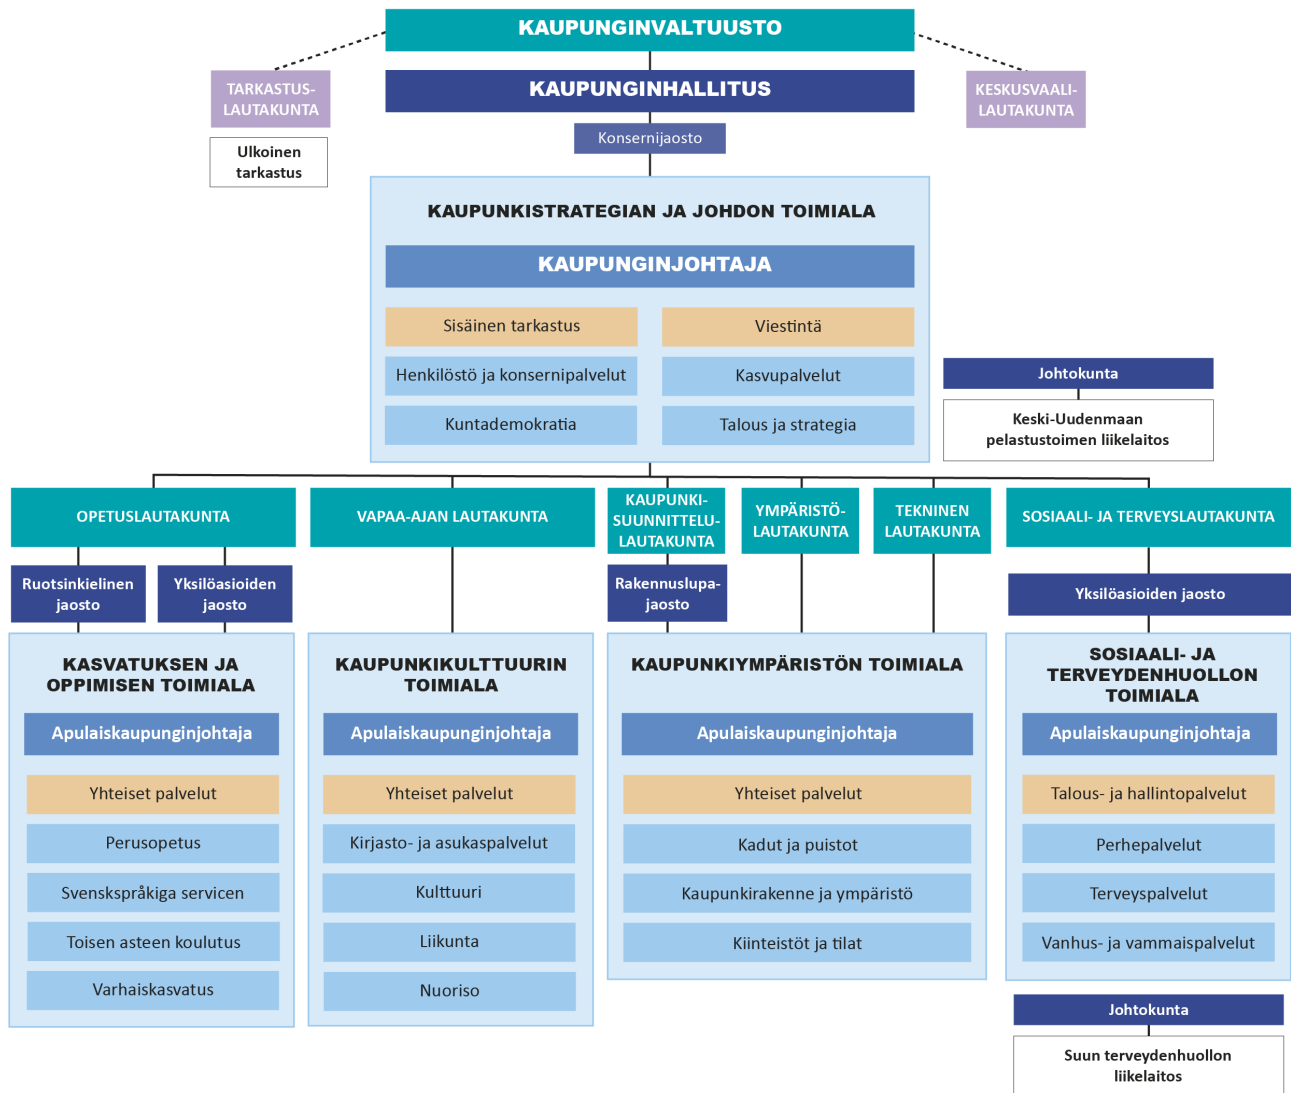 KAUPUNGINVALTUUSTO
TARKASTUS-
LAUTAKUNTA
Ulkoinen
tarkastus
KAUPUNGINHALLITUS
KESKUSVAALI-
LAUTAKUNTA
Konsernijaosto
KAUPUNKISTRATEGIAN JA JOHDON TOIMIALA
KAUPUNGINJOHTAJA
Sisäinen tarkastus
Viestintä
Henkilöstö ja konsernipalvelut
Kasvupalvelut
Kuntademokratia
Talous ja strategia
Johtokunta
Keski-Uudenmaan
pelastustoimen liikelaitos
OPETUSLAUTAKUNTA
Ruotsinkielinen
jaosto
Yksilöasioiden
jaosto
KASVATUKSEN JA
OPPIMISEN TOIMIALA
Apulaiskaupunginjohtaja
Yhteiset palvelut
Perusopetus
Svenskspråkiga servicen
Toisen asteen koulutus
Varhaiskasvatus
VAPAA-AJAN LAUTAKUNTA
KAUPUNKIKULTTUURIN
TOIMIALA
Apulaiskaupunginjohtaja
Yhteiset palvelut
Kirjasto- ja asukaspalvelut
Kulttuuri
Liikunta
Nuoriso
KAUPUNKI-
SUUNNITTELU-
LAUTAKUNTA
Rakennuslupa-
jaosto
YMPÄRISTÖ-
LAUTAKUNTA
TEKNINEN
LAUTAKUNTA
KAUPUNKIYMPÄRISTÖN TOIMIALA
Apulaiskaupunginjohtaja
Yhteiset palvelut
Kadut ja puistot
Kaupunkirakenne ja ympäristö
Kiinteistöt ja tilat
SOSIAALI- JA TERVEYSLAUTAKUNTA
Yksilöasioiden jaosto
SOSIAALI- JA
TERVEYDENHUOLLON
TOIMIALA
Apulaiskaupunginjohtaja
Talous- ja hallintopalvelut
Perhepalvelut
Terveyspalvelut
Vanhus- ja vammaispalvelut
Johtokunta
Suun terveydenhuollon
liikelaitos